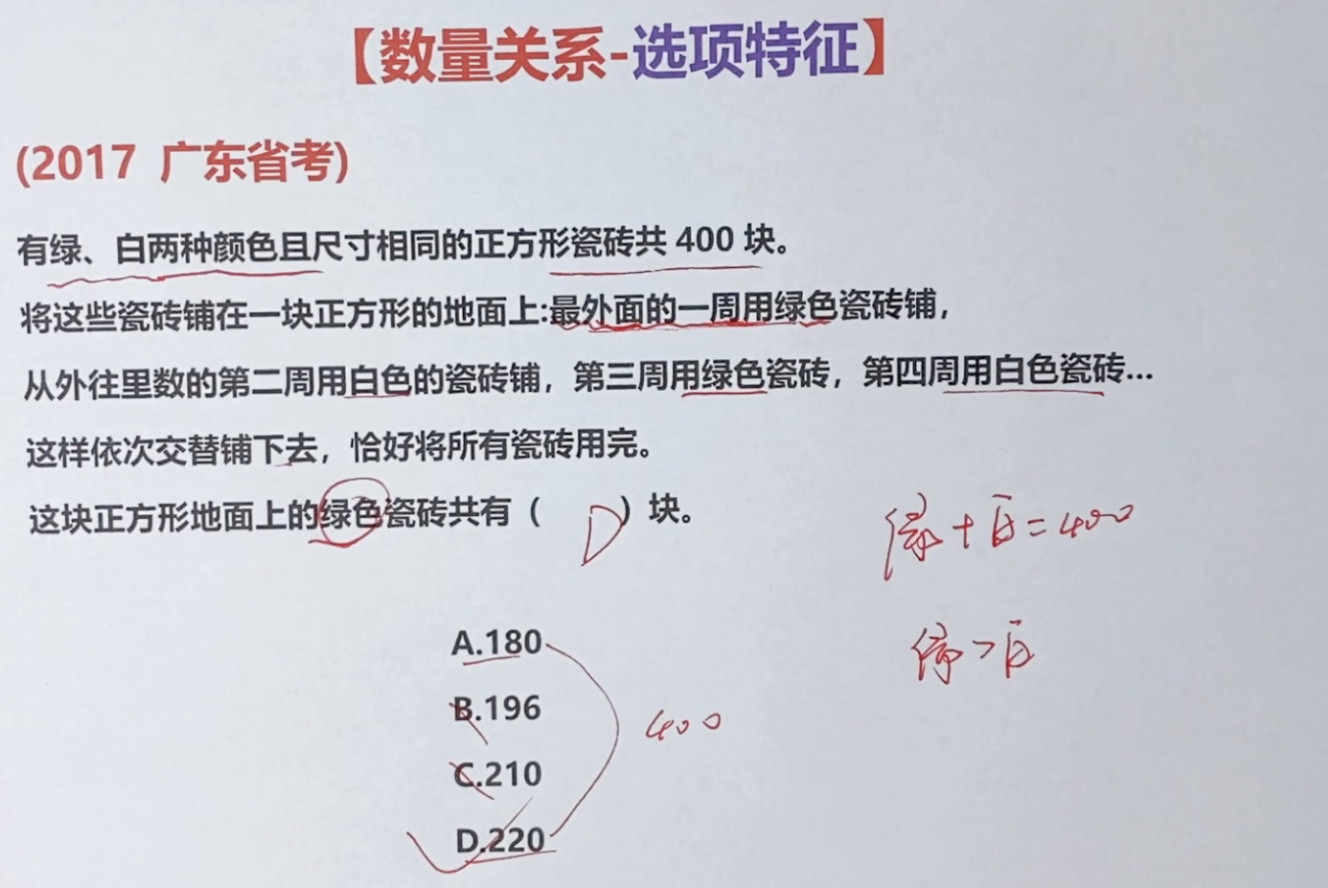 【数量关系-选项特征】
(2017 广东省考)
有绿、白两种颜色且尺寸相同的正方形瓷砖共 400 块。
将这些瓷砖铺在一块正方形的地面上:最外面的一周用绿色瓷砖铺，
从外往里数的第二周用白色的瓷砖铺，第三周用绿色瓷砖，第四周用白色瓷砖...
这样依次交替铺下去，恰好将所有瓷砖用完。
这块正方形地面上的绿色瓷砖共有（ D ）块。
绿+白=400
绿>白
A.180
B.196
400
C.210
D.220